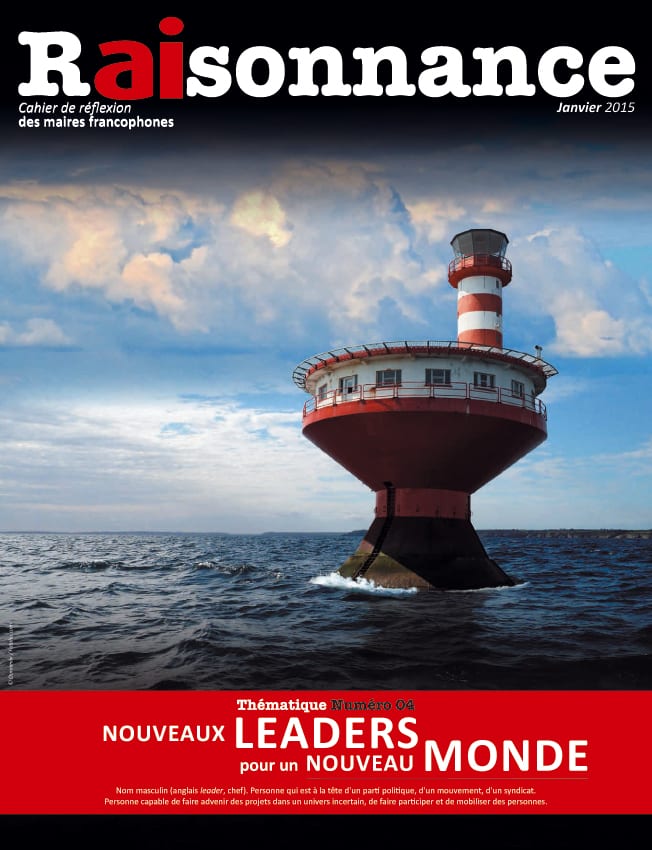 Raisonnance
Cahier de réflexion
des maires francophones
Janvier 2015
Thématique Numéro 04
NOUVEAUX LEADERS
pour un NOUVEAU MONDE
Nom masculin (anglais leader, chef). Personne qui est à la tête d'un parti politique, d'un mouvement, d'un syndicat.
Personne capable de faire advenir des projets dans un univers incertain, de faire participer et de mobiliser des personnes.